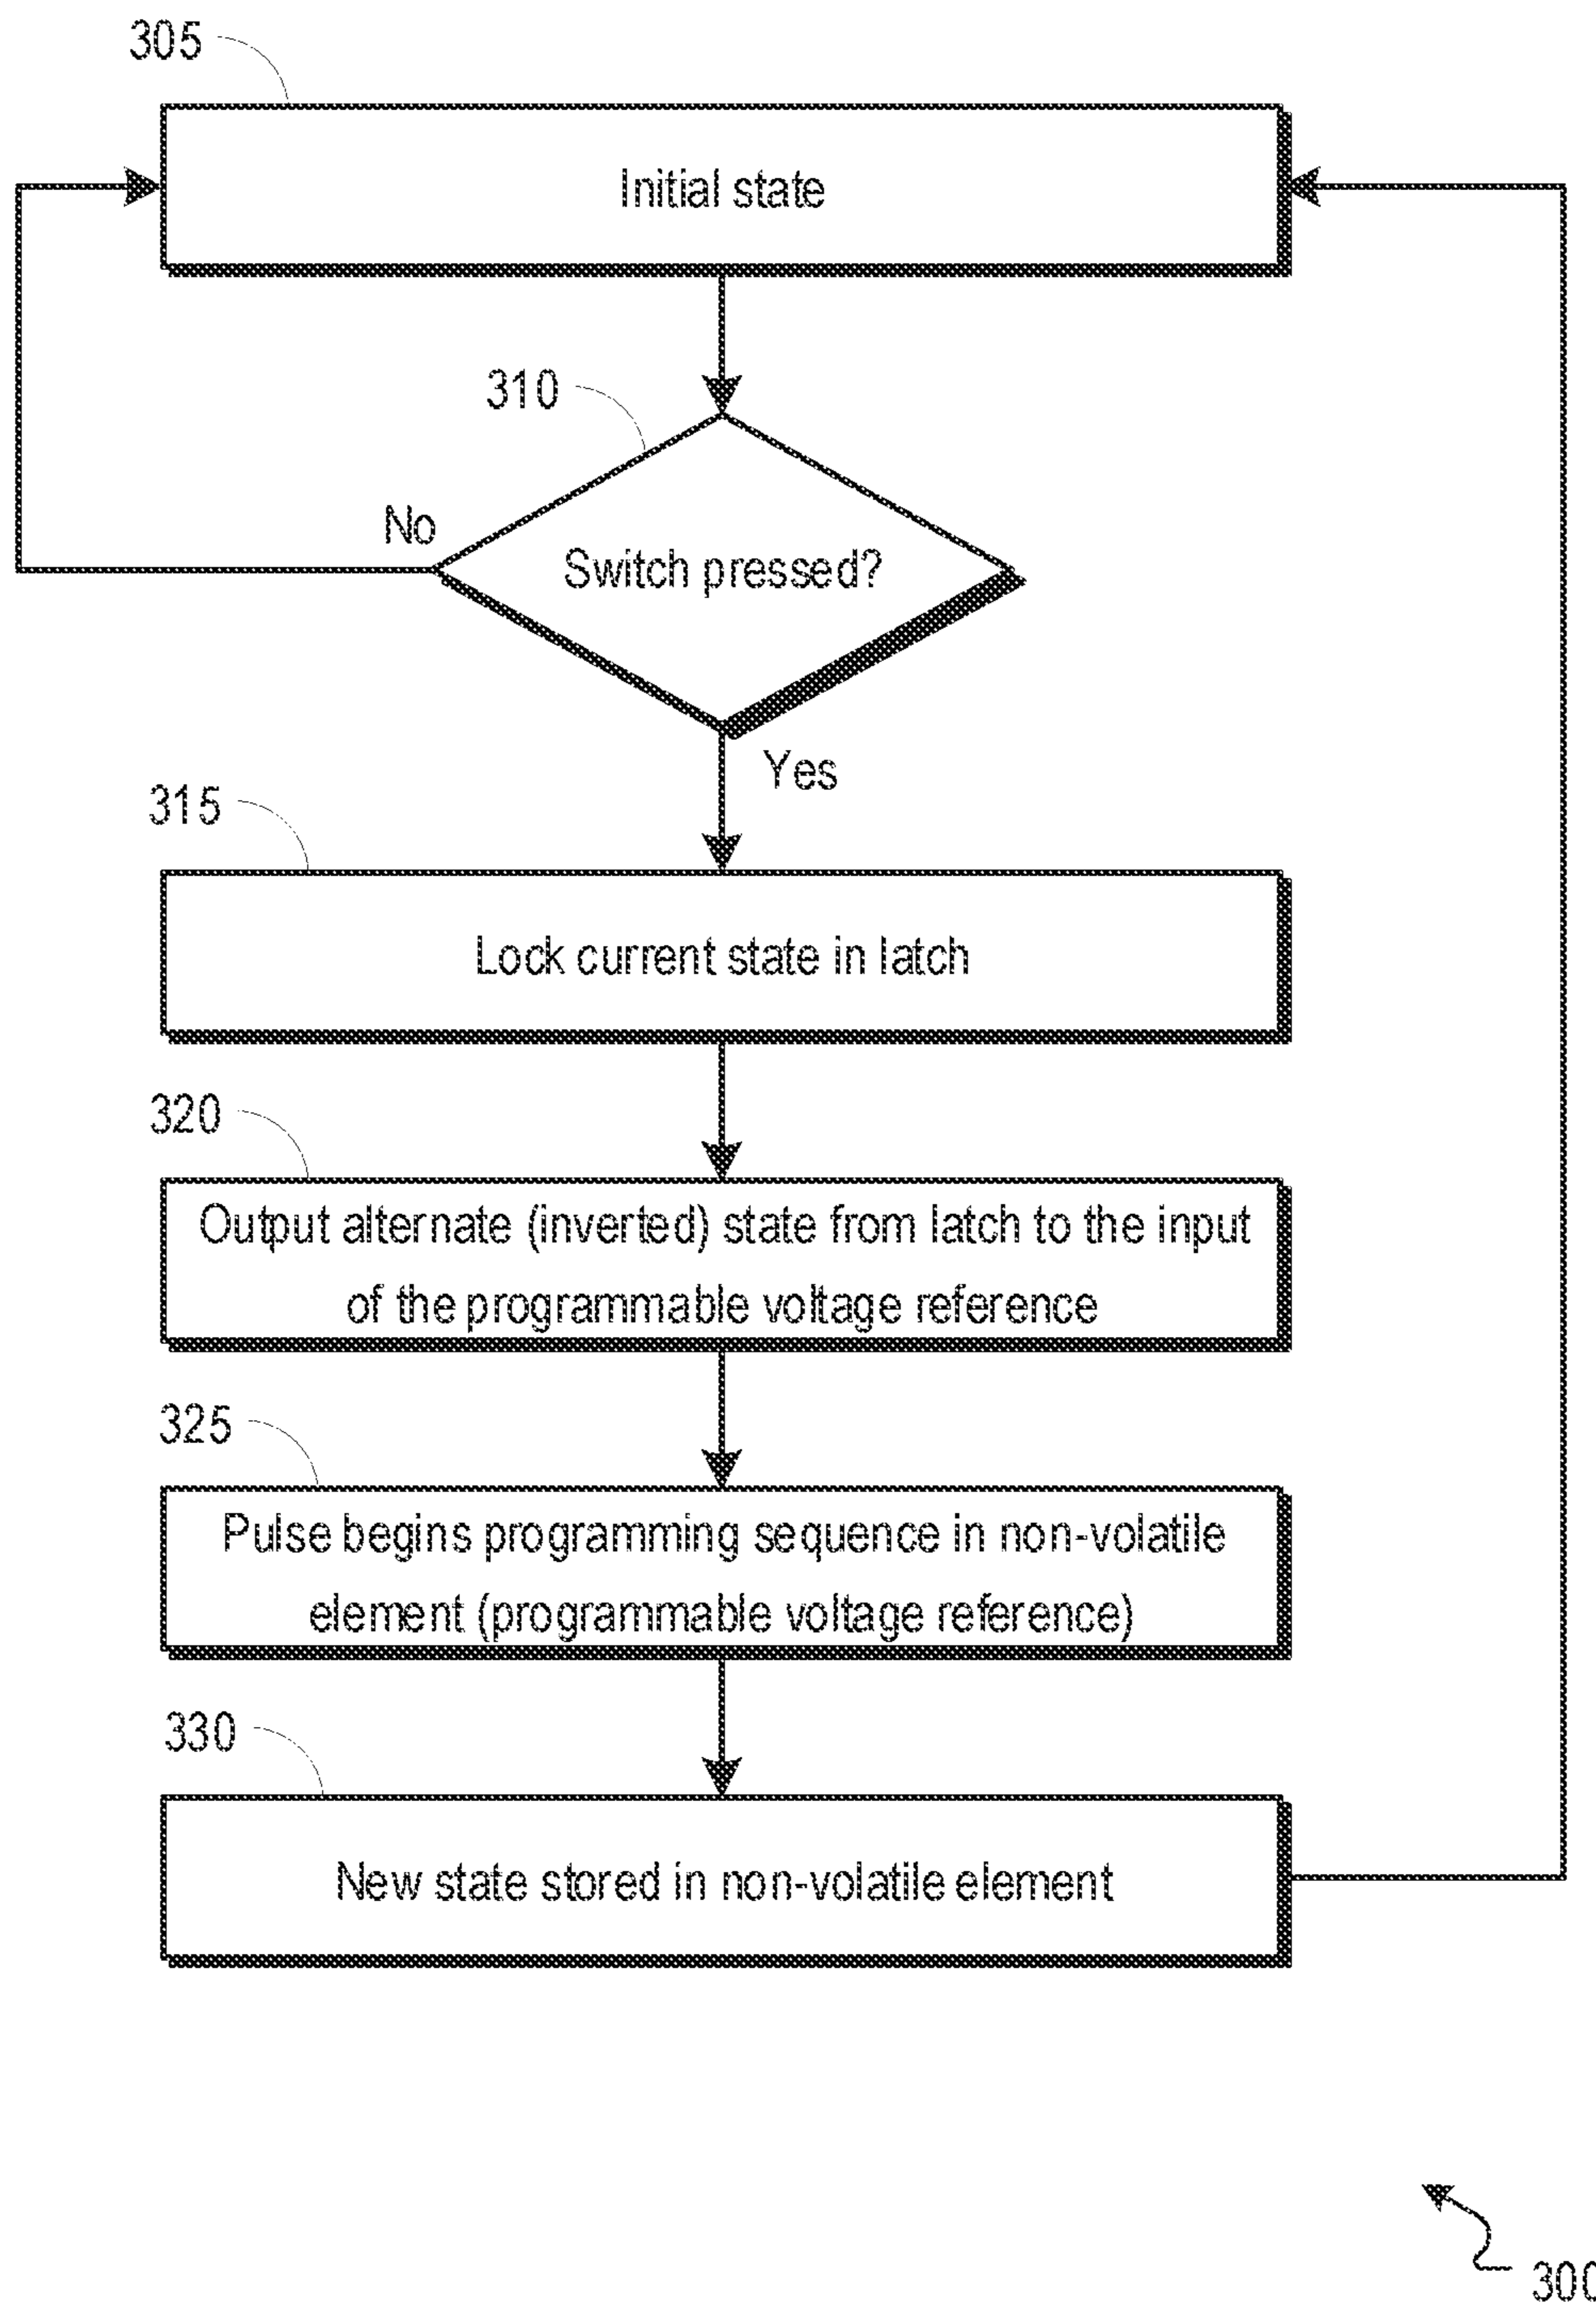 305
Initial state
310
No
Switch pressed?
Yes
315
Lock current state in latch
320
Output alternate (inverted) state from latch to the input
of the programmable voltage reference
325
Pulse begins programming sequence in non-volatile
element (programmable voltage reference)
330
New state stored in non-volatile element
300